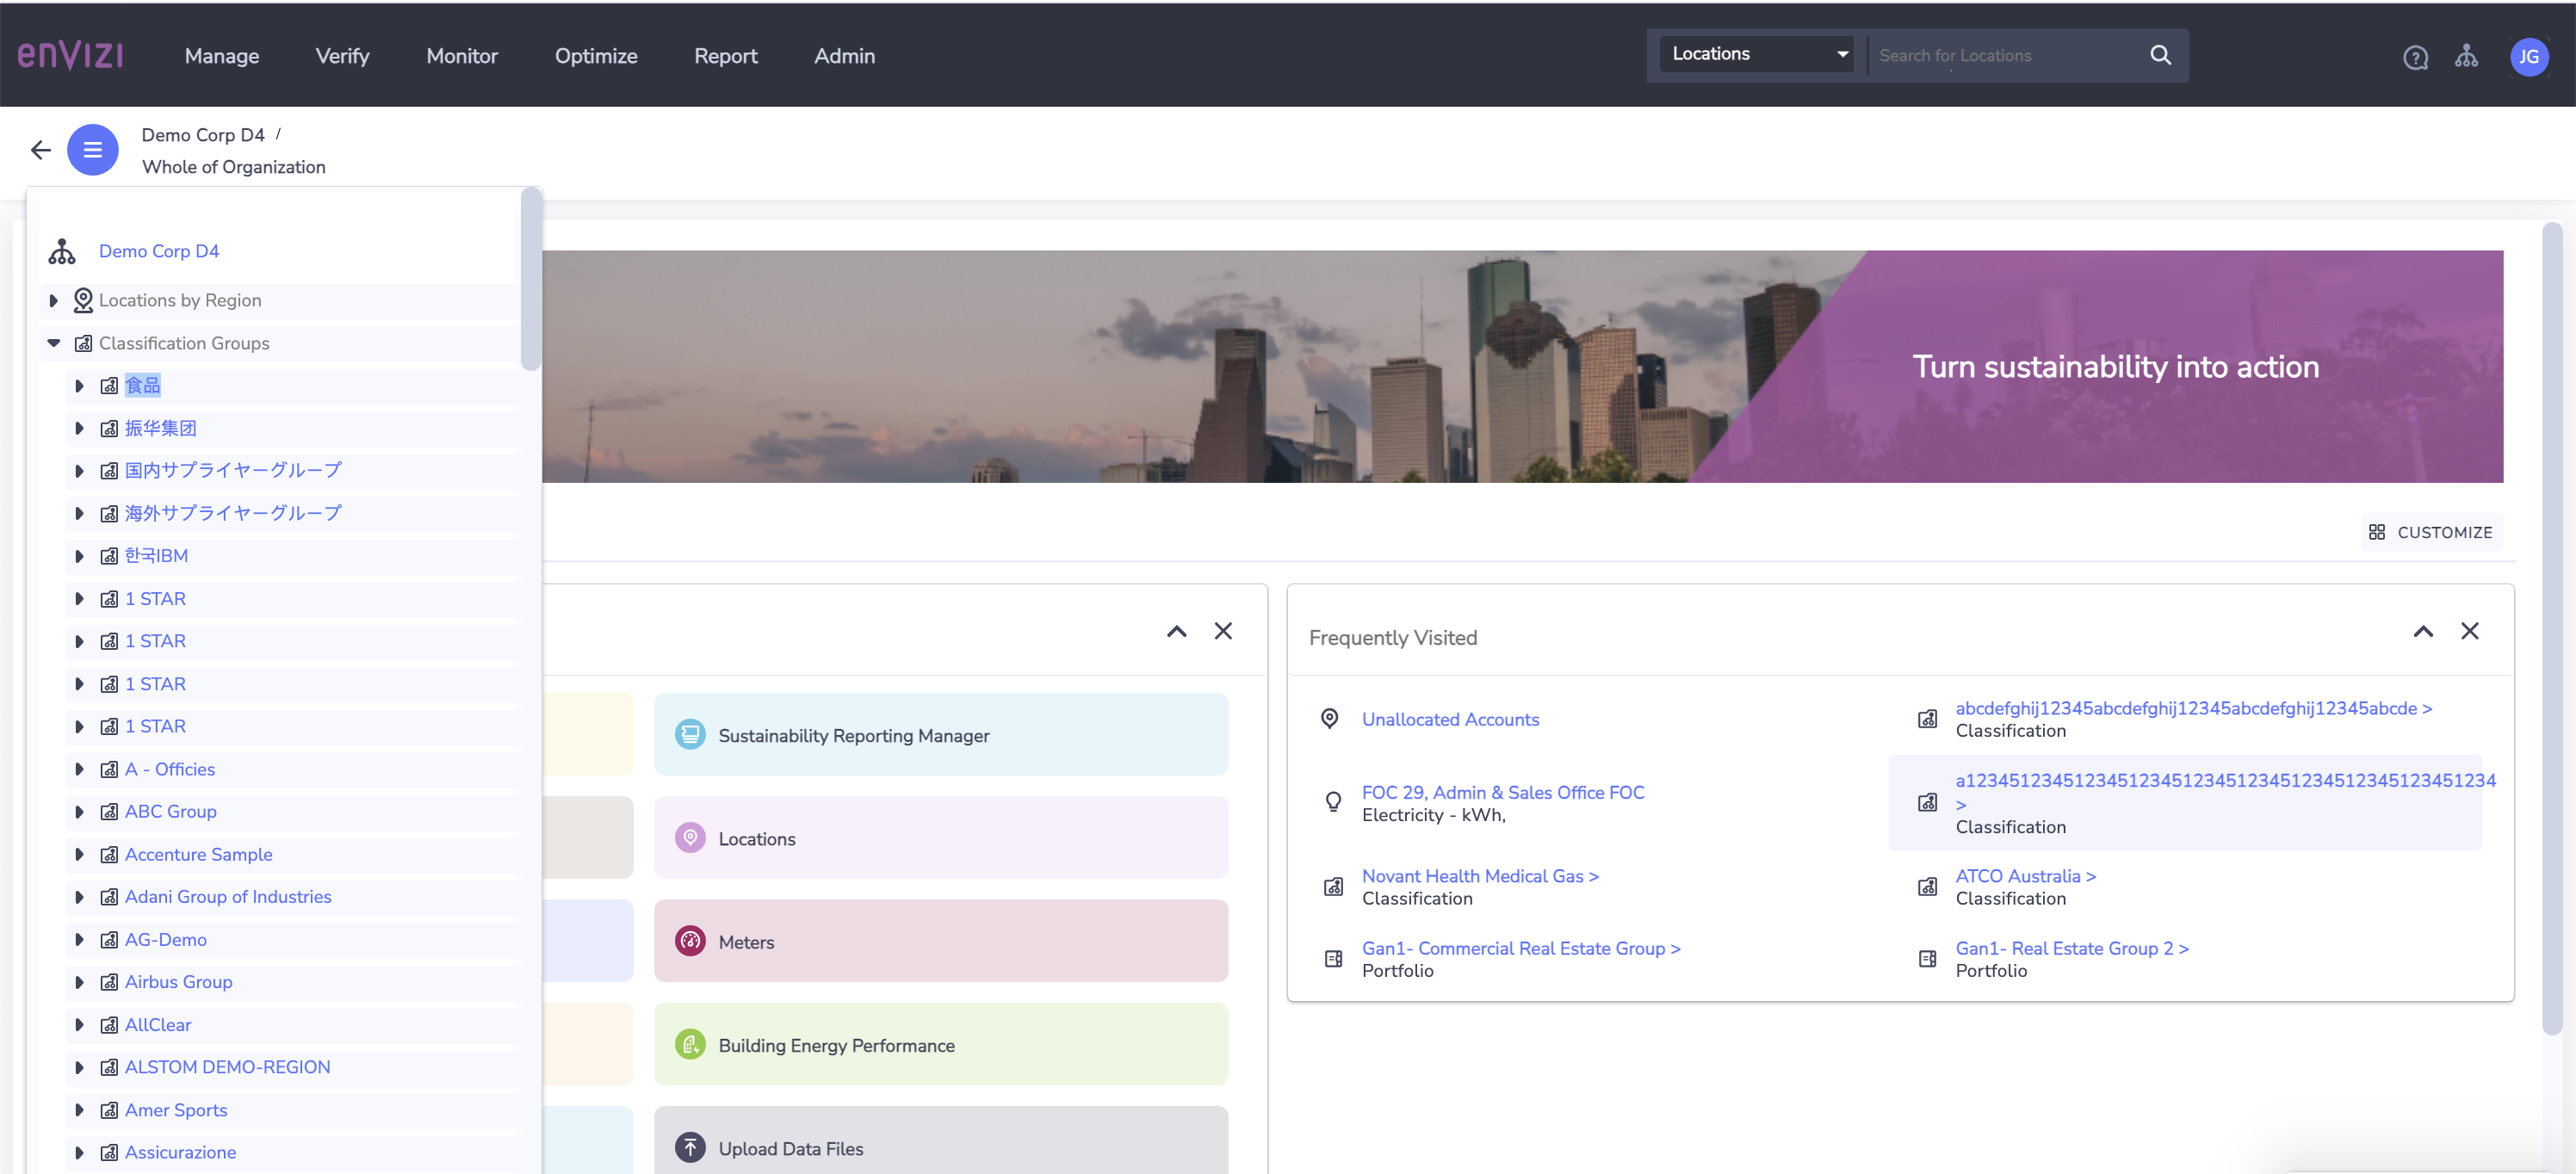 enVIZI
Manage
Verify
Monitor
Optimize
Report
Admin
Locations
Search for Locations
JG
Demo Corp D4 /
Whole of Organization
Demo Corp D4
Locations by Region
Classification Groups
食品
振华集团
国内サプライヤーグループ
海外サプライヤーグループ
한국IBM
1 STAR
1 STAR
1 STAR
1 STAR
A - Officies
ABC Group
Accenture Sample
Adani Group of Industries
AG-Demo
Airbus Group
AllClear
ALSTOM DEMO-REGION
Amer Sports
Assicurazione
Turn sustainability into action
CUSTOMIZE
Sustainability Reporting Manager
Locations
Meters
Building Energy Performance
Upload Data Files
Frequently Visited
Unallocated Accounts
FOC 29, Admin & Sales Office FOC
Electricity - kWh,
Novant Health Medical Gas >
Classification
Gan1- Commercial Real Estate Group >
Portfolio
abcdefghij12345abcdefghij12345abcdefghij12345abcde >
Classification
a1234512345123451234512345123451234512345123451234
>
Classification
ATCO Australia >
Classification
Gan1- Real Estate Group 2 >
Portfolio